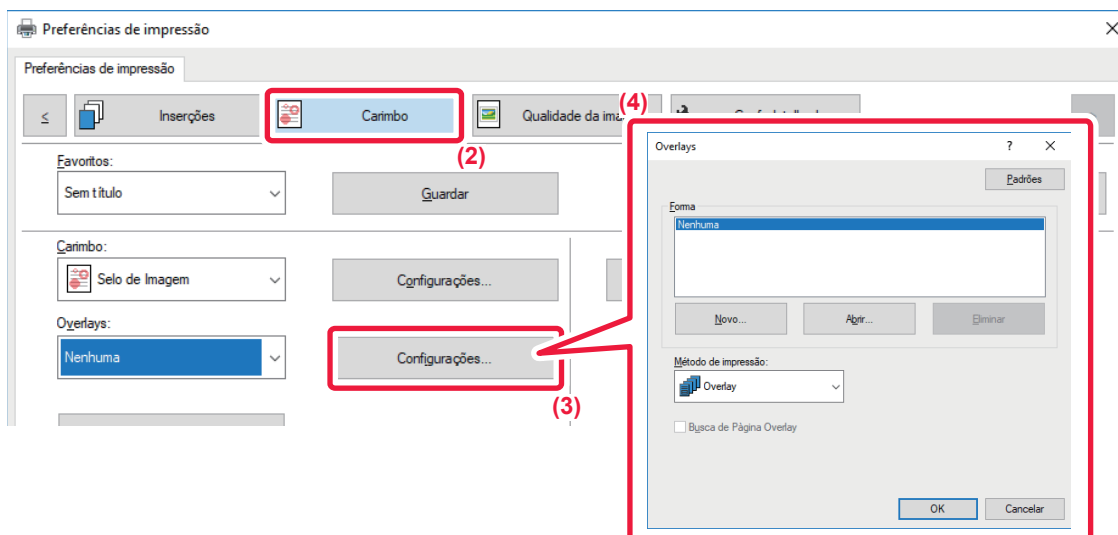 Preferências de impressão
Preferências de impressão
<
Inserções
Carimbo
Qualidade da ima
(4)
(2)
Favoritos:
Sem título
Guardar
Carimbo:
Selo de Imagem
Configurações...
Overlays:
Nenhuma
Configurações...
(3)
Overlays
?
Padrões
Forma
Nenhuma
Novo...
Abrir...
Eliminar
Método de impressão:
Overlay
Busca de Página Overlay
OK
Cancelar